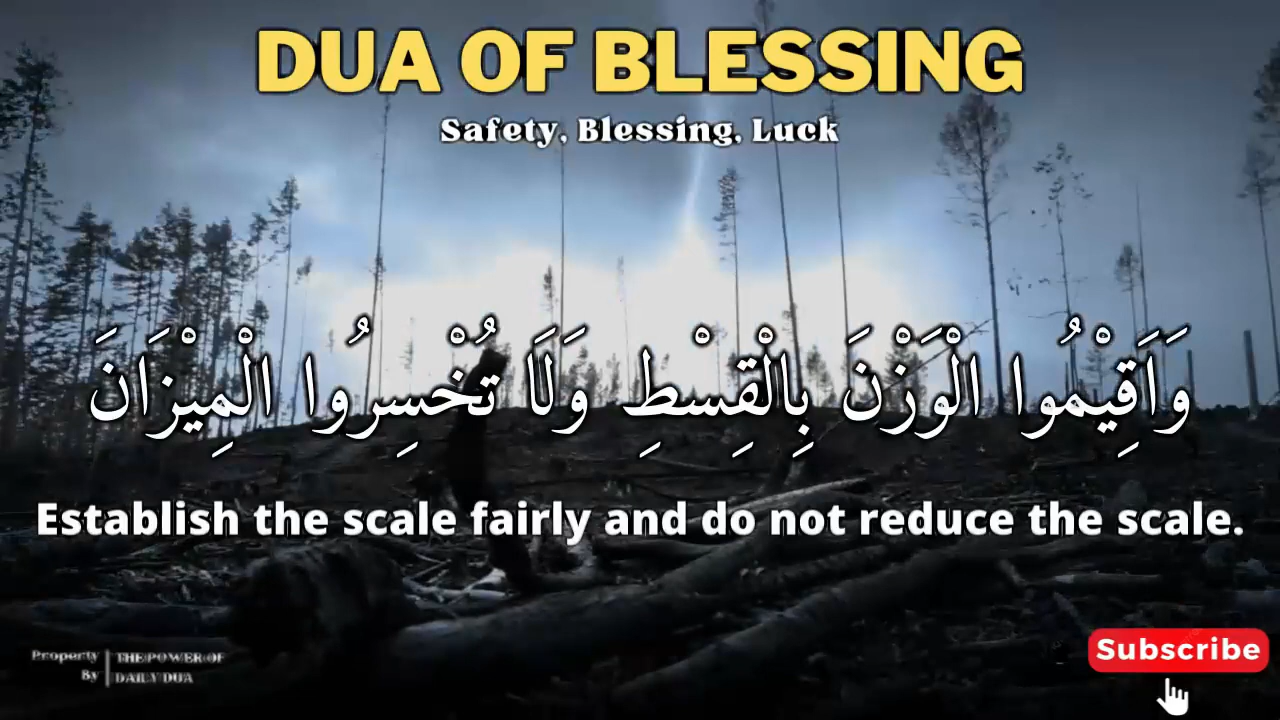 DUA OF BLESSING
Safety, Blessing, Luck
وَاَقِيْمُوا الْوَزْنَ بِالْقِسْطِ وَلَا تُخْسِرُوا الْمِيْزَانَ
Establish the scale fairly and do not reduce the scale.
Property By
THE POWER OF
DAILY DUA
Subscribe